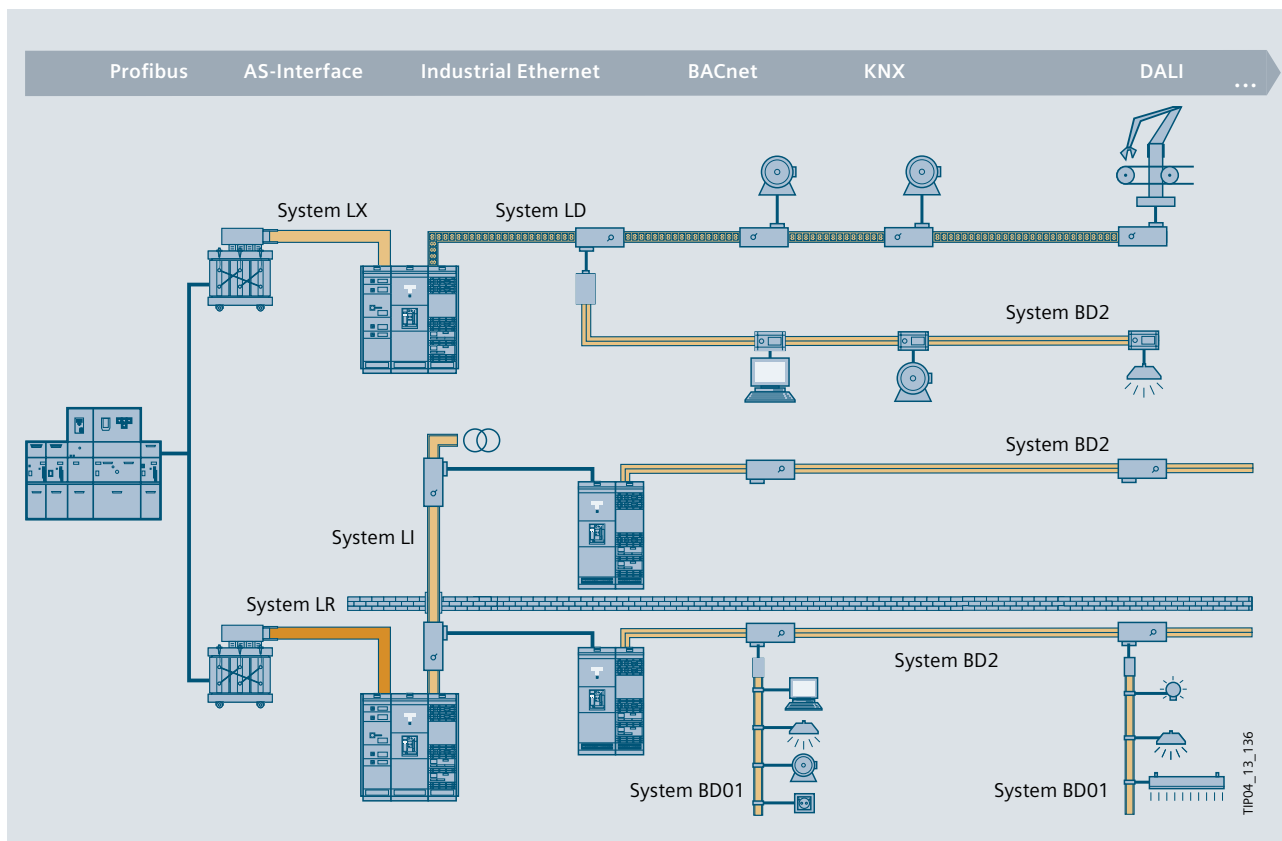 Profibus AS-Interface Industrial Ethernet BACnet KNX DALI ...
System LX
System LD
System BD2
System BD2
System LI
System LR
System BD2
System BD01
System BD01
TIP04_13_136